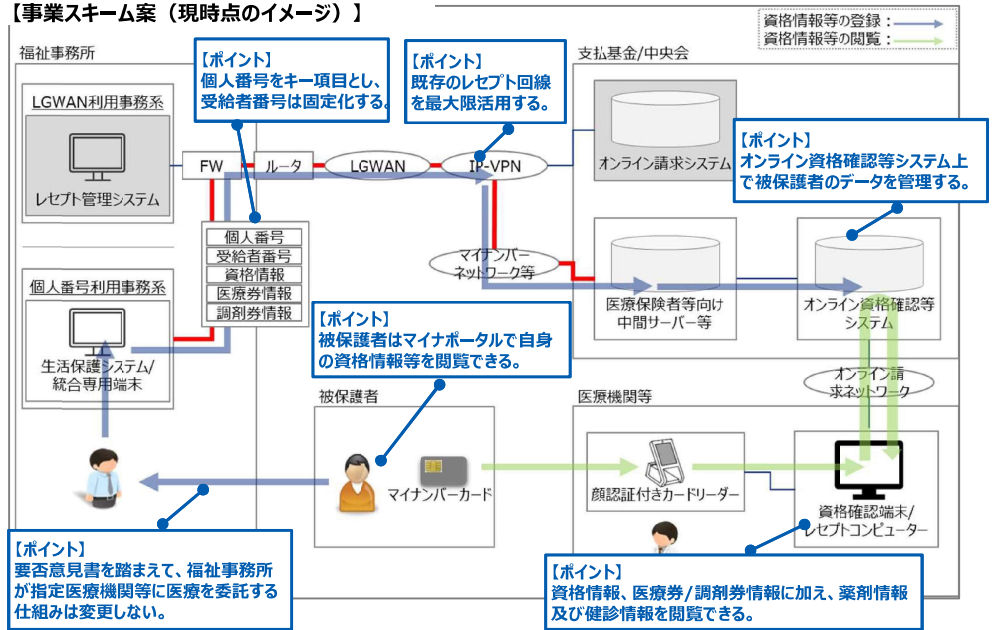 【事業スキーム案（現時点のイメージ）】
資格情報等の登録：
資格情報等の閲覧：
福祉事務所
【ポイント】
個人番号をキー項目とし、
受給者番号は固定化する。
【ポイント】
既存のレセプト回線
を最大限活用する。
支払基金/中央会
LGWAN利用事務系
レセプト管理システム
FW
ルータ
LGWAN
IP-VPN
オンライン請求システム
【ポイント】
オンライン資格確認等システム上
で被保護者のデータを管理する。
個人番号
受給者番号
資格情報
医療券情報
調剤券情報
マイナンバー
ネットワーク等
医療保険者等向け
中間サーバー等
オンライン資格確認等
システム
個人番号利用事務系
生活保護システム/
統合専用端末
【ポイント】
被保護者はマイナポータルで自身
の資格情報等を閲覧できる。
オンライン請
求ネットワーク
被保護者
マイナンバーカード
医療機関等
顔認証付きカードリーダー
資格確認端末/
レセプトコンピューター
【ポイント】
要否意見書を踏まえて、福祉事務所
が指定医療機関等に医療を委託する
仕組みは変更しない。
【ポイント】
資格情報、医療券/調剤券情報に加え、薬剤情報
及び健診情報を閲覧できる。